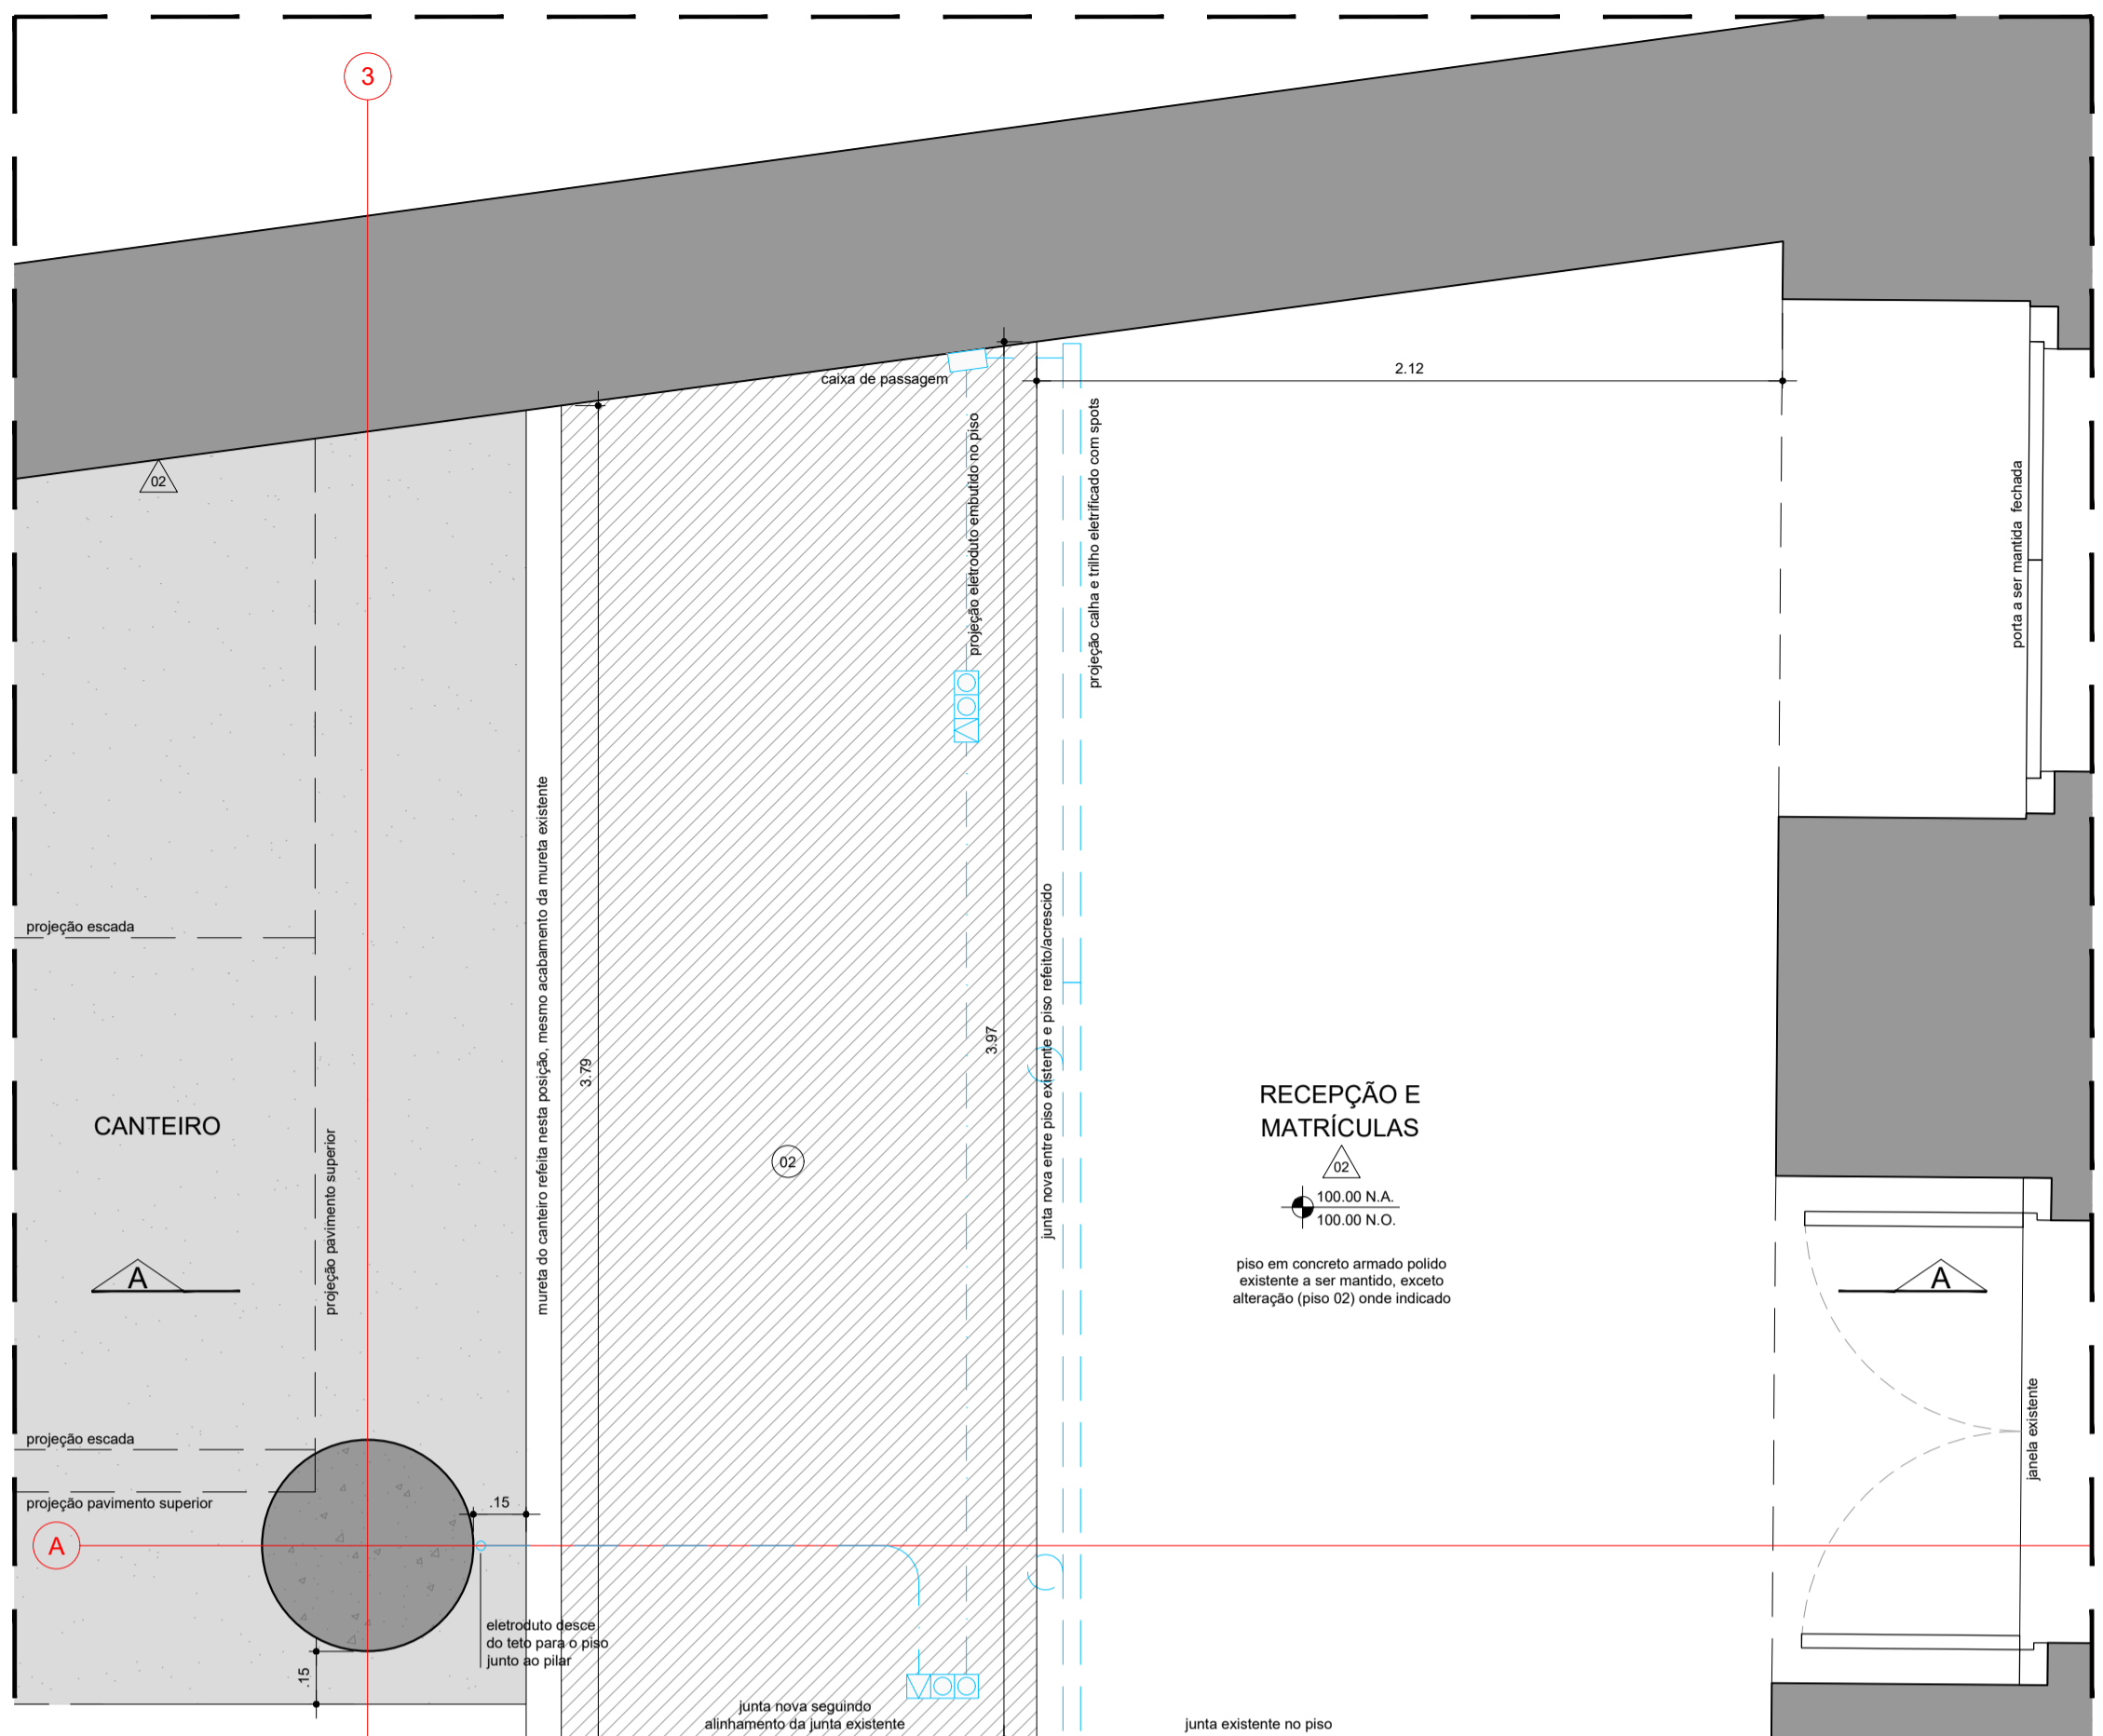 3
2.12
caixa de passagem
projeção eletroduto embutido no piso
projeção calha e trilho eletrificado com spots
porta a ser mantida fechada
02
mureta do canteiro refeita nesta posição, mesmo acabamento da mureta existente
junta nova entre piso existente e piso refeito/acrescido
projeção escada
3.79
3.97
CANTEIRO
projeção pavimento superior
02
RECEPÇÃO E
MATRÍCULAS
02
100.00 N.A.
100.00 N.O.
piso em concreto armado polido
existente a ser mantido, exceto
alteração (piso 02) onde indicado
A
A
janela existente
projeção escada
projeção pavimento superior
.15
A
eletroduto desce
do teto para o piso
junto ao pilar
.15
junta nova seguindo
alinhamento da junta existente
junta existente no piso